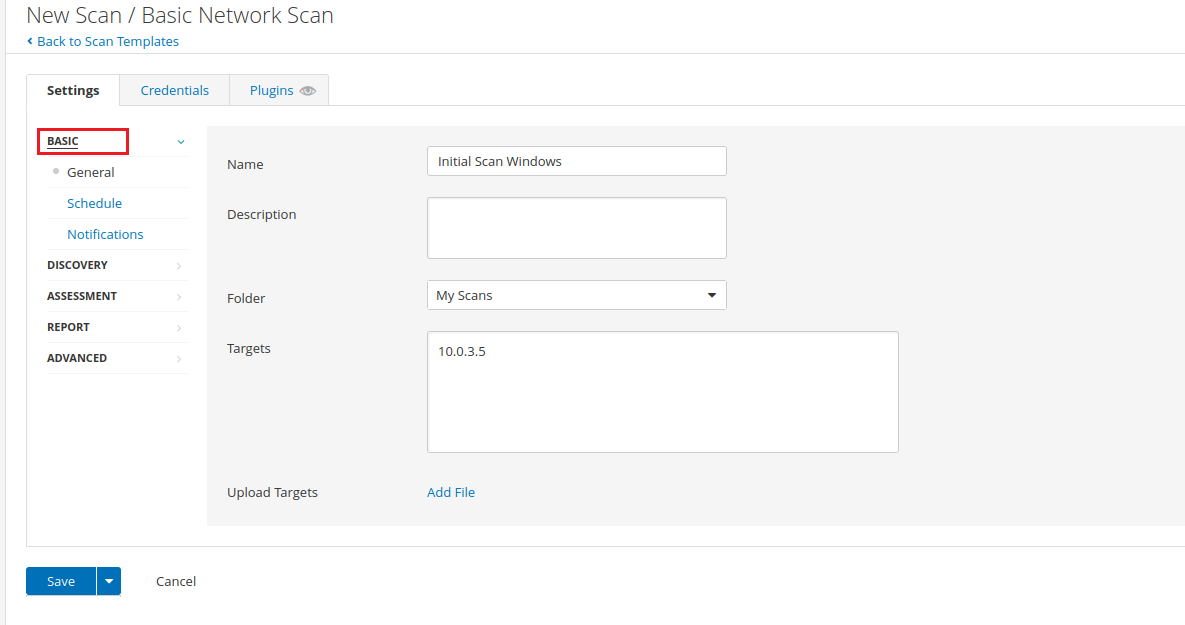 New Scan / Basic Network Scan
Back to Scan Templates
Settings Credentials Plugins
BASIC
General
Schedule
Notifications
DISCOVERY
ASSESSMENT
REPORT
ADVANCED
Name Initial Scan Windows
Description
Folder My Scans
Targets 10.0.3.5
Upload Targets Add File
Save Cancel